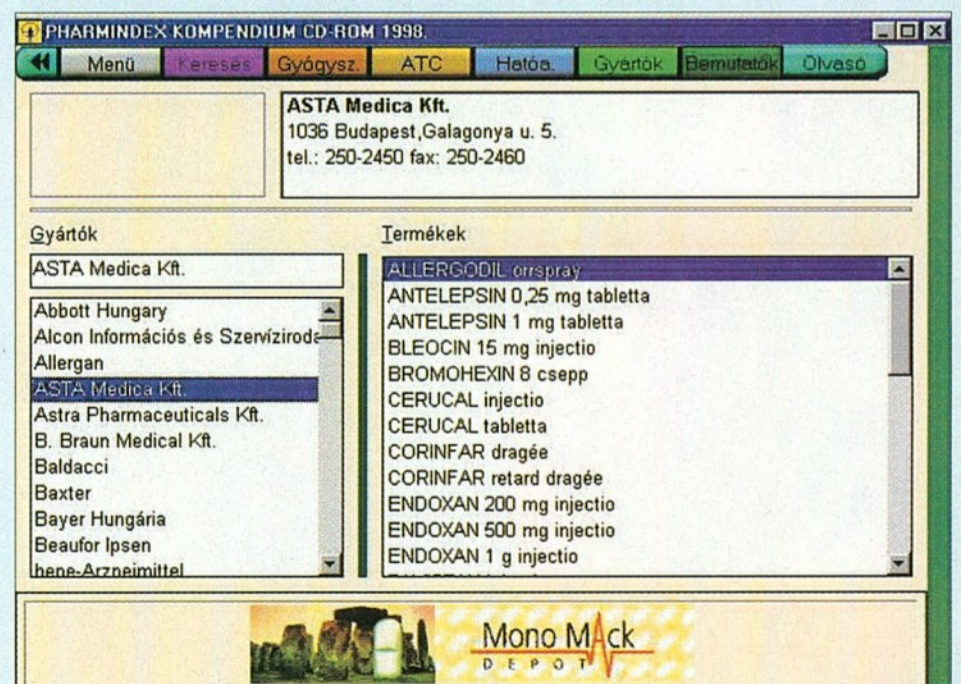 PHARMINDEX KOMPENDIUM CD-ROM 1998.
Menü Keresés Gyógysz. ATC Hatóa. Gyártók Bemutatók Olvasó
ASTA Medica Kft.
1036 Budapest,Galagonya u. 5.
tel.: 250-2450 fax: 250-2460
Gyártók
ASTA Medica Kft.
Abbott Hungary
Alcon Információs és Szervíziroda
Allergan
ASTA Medica Kft.
Astra Pharmaceuticals Kft.
B. Braun Medical Kft.
Baldacci
Baxter
Bayer Hungária
Beaufor Ipsen
bene-Arzneimittel
Termékek
ALLERGODIL orrspray
ANTELEPSIN 0,25 mg tabletta
ANTELEPSIN 1 mg tabletta
BLEOCIN 15 mg injectio
BROMOHEXIN 8 csepp
CERUCAL injectio
CERUCAL tabletta
CORINFAR dragée
CORINFAR retard dragée
ENDOXAN 200 mg injectio
ENDOXAN 500 mg injectio
ENDOXAN 1 g injectio
Mono Mack
DEPOT